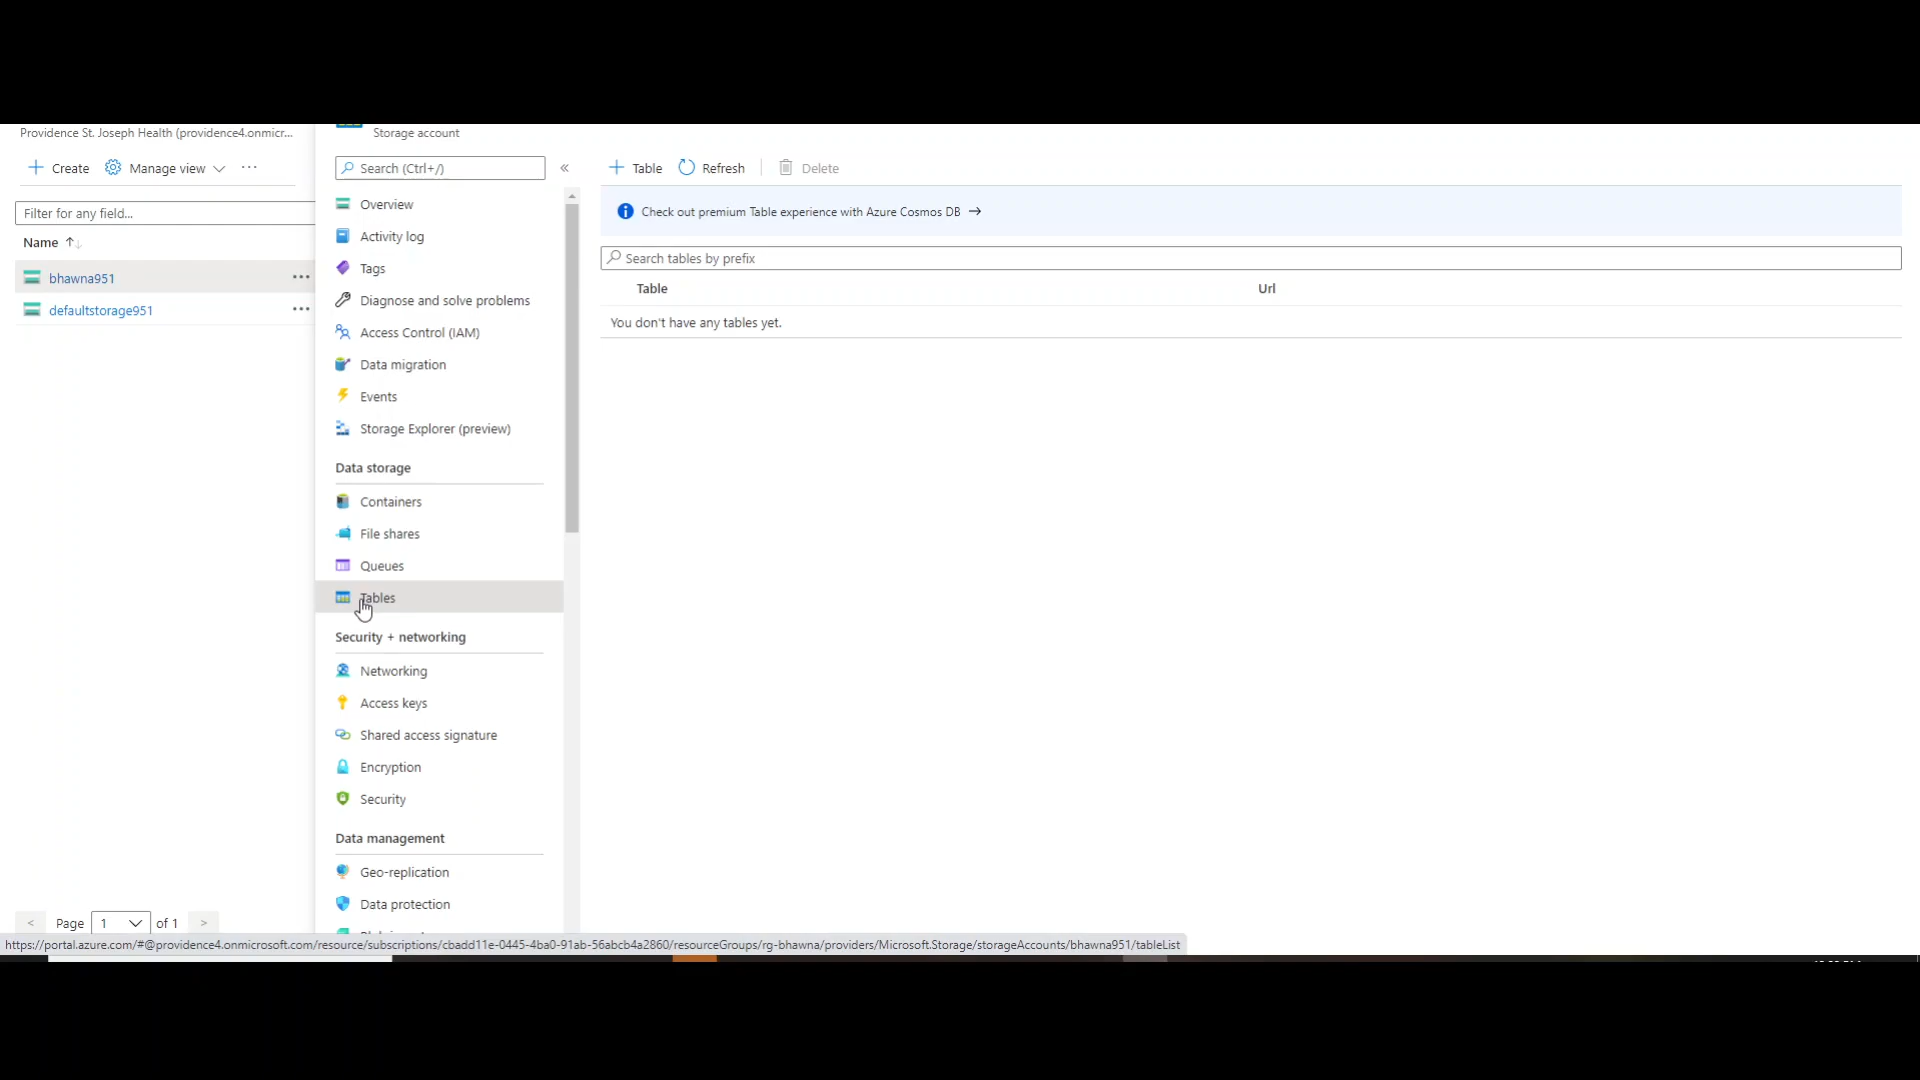 Providence St. Joseph Health (providence4.onmicr...
Create
Manage view
Filter for any field...
Name
bhawna951
defaultstorage951
< Page 1 of 1 >
Storage account
Search (Ctrl+/)
«
Overview
Activity log
Tags
Diagnose and solve problems
Access Control (IAM)
Data migration
Events
Storage Explorer (preview)
Data storage
Containers
File shares
Queues
Tables
Security + networking
Networking
Access keys
Shared access signature
Encryption
Security
Data management
Geo-replication
Data protection
Table Refresh Delete
Check out premium Table experience with Azure Cosmos DB →
Search tables by prefix
Table Url
You don't have any tables yet.
https://portal.azure.com/#@providence4.onmicrosoft.com/resource/subscriptions/cbadd11e-0445-4ba0-91ab-56abcb4a2860/resourceGroups/rg-bhawna/providers/Microsoft.Storage/storageAccounts/bhawna951/tableList